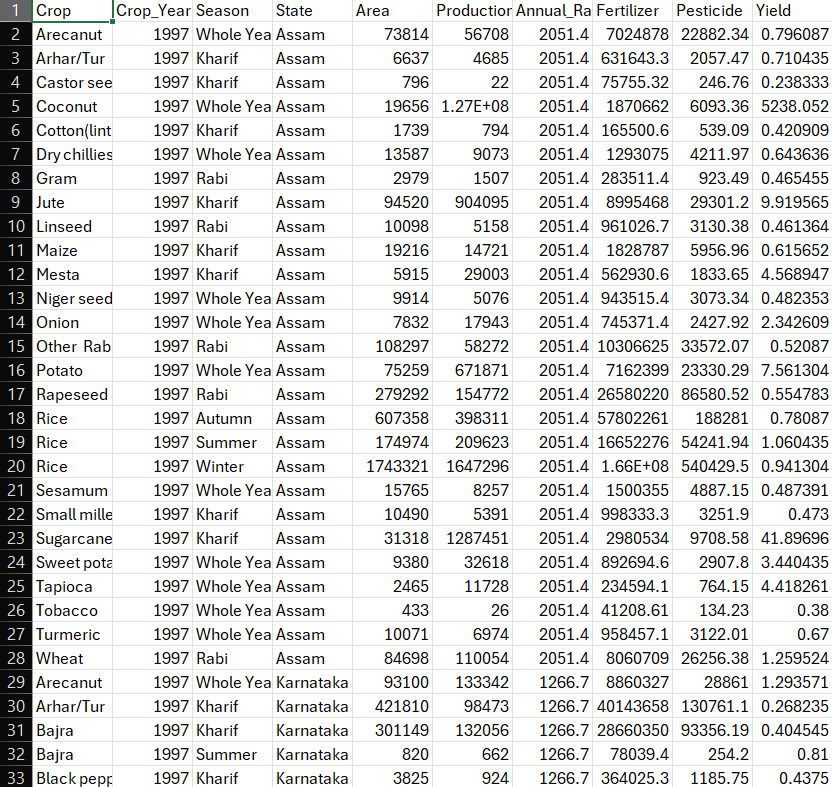 1 Crop Crop_Year Season State Area Production Annual_Ra Fertilizer Pesticide Yield
2 Arecanut 1997 Whole Yea Assam 73814 56708 2051.4 7024878 22882.34 0.796087
3 Arhar/Tur 1997 Kharif Assam 6637 4685 2051.4 631643.3 2057.47 0.710435
4 Castor see 1997 Kharif Assam 796 22 2051.4 75755.32 246.76 0.238333
5 Coconut 1997 Whole Yea Assam 19656 1.27E+08 2051.4 1870662 6093.36 5238.052
6 Cotton(lint 1997 Kharif Assam 1739 794 2051.4 165500.6 539.09 0.420909
7 Dry chillies 1997 Whole Yea Assam 13587 9073 2051.4 1293075 4211.97 0.643636
8 Gram 1997 Rabi Assam 2979 1507 2051.4 283511.4 923.49 0.465455
9 Jute 1997 Kharif Assam 94520 904095 2051.4 8995468 29301.2 9.919565
10 Linseed 1997 Rabi Assam 10098 5158 2051.4 961026.7 3130.38 0.461364
11 Maize 1997 Kharif Assam 19216 14721 2051.4 1828787 5956.96 0.615652
12 Mesta 1997 Kharif Assam 5915 29003 2051.4 562930.6 1833.65 4.568947
13 Niger seed 1997 Whole Yea Assam 9914 5076 2051.4 943515.4 3073.34 0.482353
14 Onion 1997 Whole Yea Assam 7832 17943 2051.4 745371.4 2427.92 2.342609
15 Other Rab 1997 Rabi Assam 108297 58272 2051.4 10306625 33572.07 0.52087
16 Potato 1997 Whole Yea Assam 75259 671871 2051.4 7162399 23330.29 7.561304
17 Rapeseed 1997 Rabi Assam 279292 154772 2051.4 26580220 86580.52 0.554783
18 Rice 1997 Autumn Assam 607358 398311 2051.4 57802261 188281 0.78087
19 Rice 1997 Summer Assam 174974 209623 2051.4 16652276 54241.94 1.060435
20 Rice 1997 Winter Assam 1743321 1647296 2051.4 1.66E+08 540429.5 0.941304
21 Sesamum 1997 Whole Yea Assam 15765 8257 2051.4 1500355 4887.15 0.487391
22 Small mille 1997 Kharif Assam 10490 5391 2051.4 998333.3 3251.9 0.473
23 Sugarcane 1997 Kharif Assam 31318 1287451 2051.4 2980534 9708.58 41.89696
24 Sweet pota 1997 Whole Yea Assam 9380 32618 2051.4 892694.6 2907.8 3.440435
25 Tapioca 1997 Whole Yea Assam 2465 11728 2051.4 234594.1 764.15 4.418261
26 Tobacco 1997 Whole Yea Assam 433 26 2051.4 41208.61 134.23 0.38
27 Turmeric 1997 Whole Yea Assam 10071 6974 2051.4 958457.1 3122.01 0.67
28 Wheat 1997 Rabi Assam 84698 110054 2051.4 8060709 26256.38 1.259524
29 Arecanut 1997 Whole Yea Karnataka 93100 133342 1266.7 8860327 28861 1.293571
30 Arhar/Tur 1997 Kharif Karnataka 421810 98473 1266.7 40143658 130761.1 0.268235
31 Bajra 1997 Kharif Karnataka 301149 132056 1266.7 28660350 93356.19 0.404545
32 Bajra 1997 Summer Karnataka 820 662 1266.7 78039.4 254.2 0.81
33 Black pepp 1997 Kharif Karnataka 3825 924 1266.7 364025.3 1185.75 0.4375